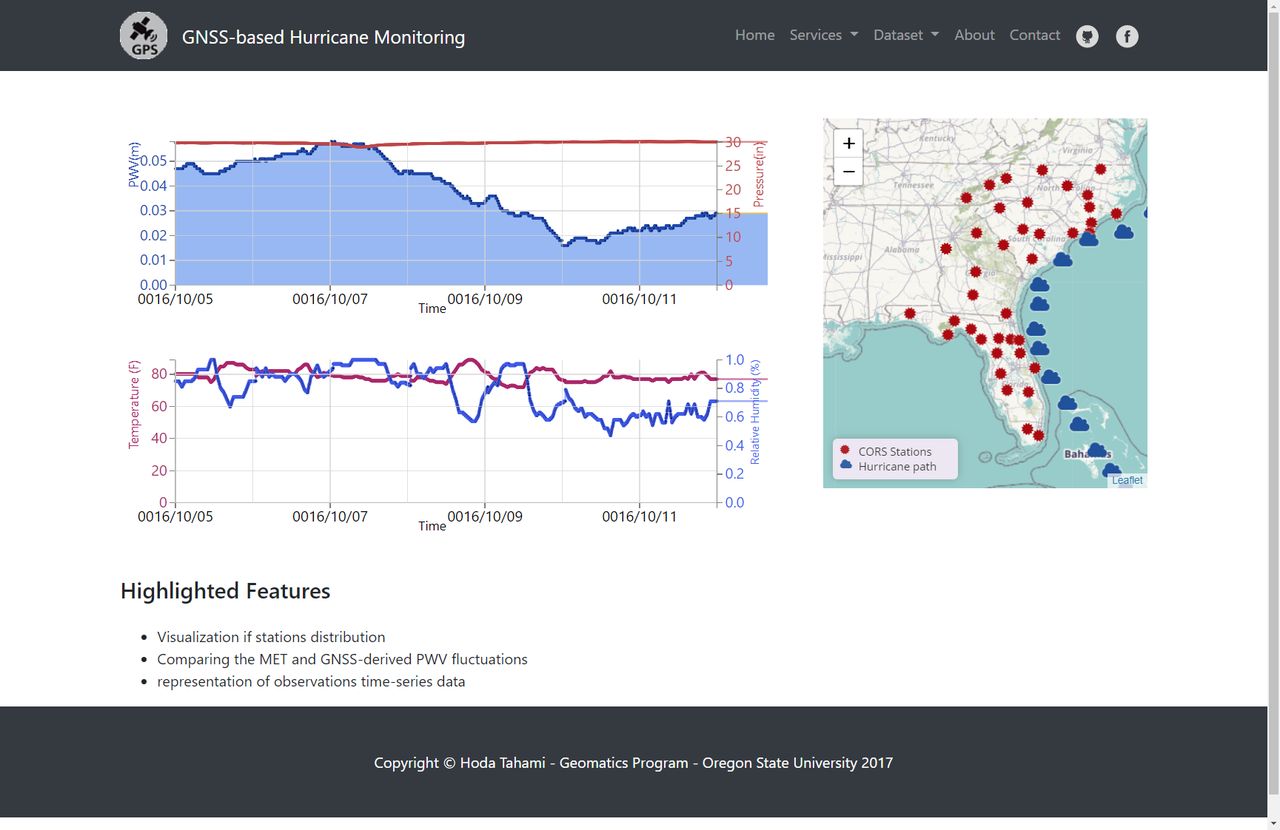 GPS
GNSS-based Hurricane Monitoring
Home Services Dataset About Contact
PWV(m)
0.05
0.04
0.03
0.02
0.01
0.00
30
25
20
15
10
5
0
Pressure(in)
0016/10/05 0016/10/07 0016/10/09 0016/10/11
Time
Temperature (F)
80
60
40
20
0
1.0
0.8
0.6
0.4
0.2
0.0
Relative Humidity (%)
0016/10/05 0016/10/07 0016/10/09 0016/10/11
Time
+
−
Kentucky
Virginia
Tennessee
North
South Carolina
Alabama
CORS Stations
Hurricane path
Leaflet
Highlighted Features
• Visualization if stations distribution
• Comparing the MET and GNSS-derived PWV fluctuations
• representation of observations time-series data
Copyright © Hoda Tahami - Geomatics Program - Oregon State University 2017